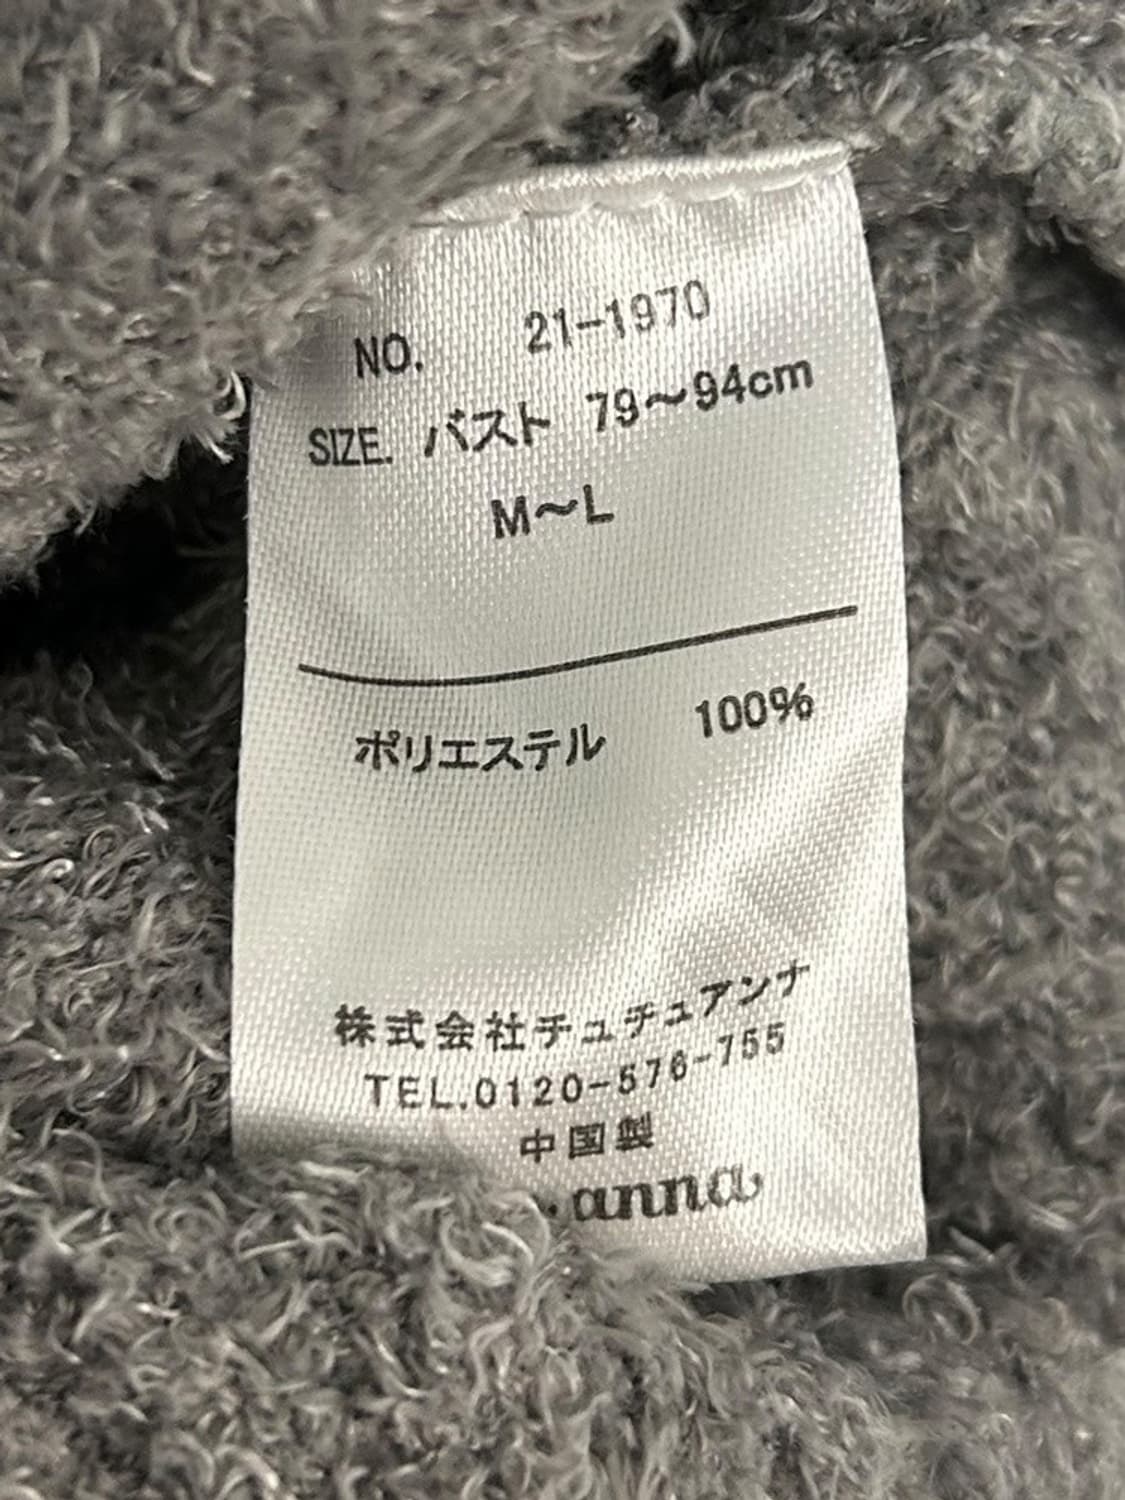 NO. 21-1970
SIZE. バスト 79〜94cm
M〜L
ポリエステル 100%
株式会社チュチュアンナ
TEL.0120-576-755
中国製
anna